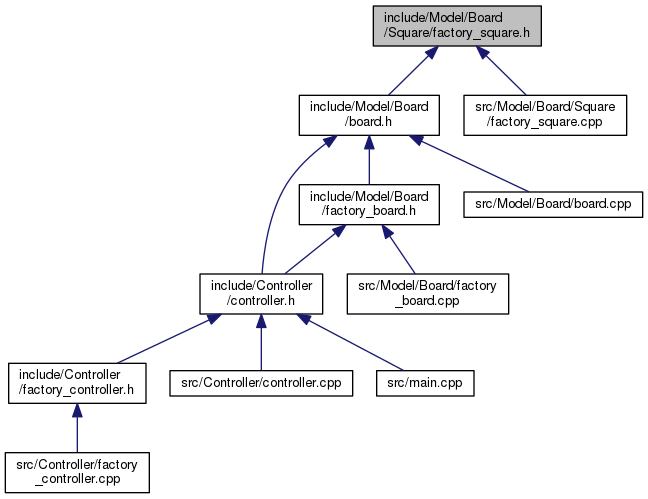 include/Model/Board
/Square/factory_square.h
include/Model/Board
/board.h
src/Model/Board/Square
/factory_square.cpp
include/Model/Board
/factory_board.h
src/Model/Board/board.cpp
include/Controller
/controller.h
src/Model/Board/factory
_board.cpp
include/Controller
/factory_controller.h
src/Controller/controller.cpp
src/main.cpp
src/Controller/factory
_controller.cpp